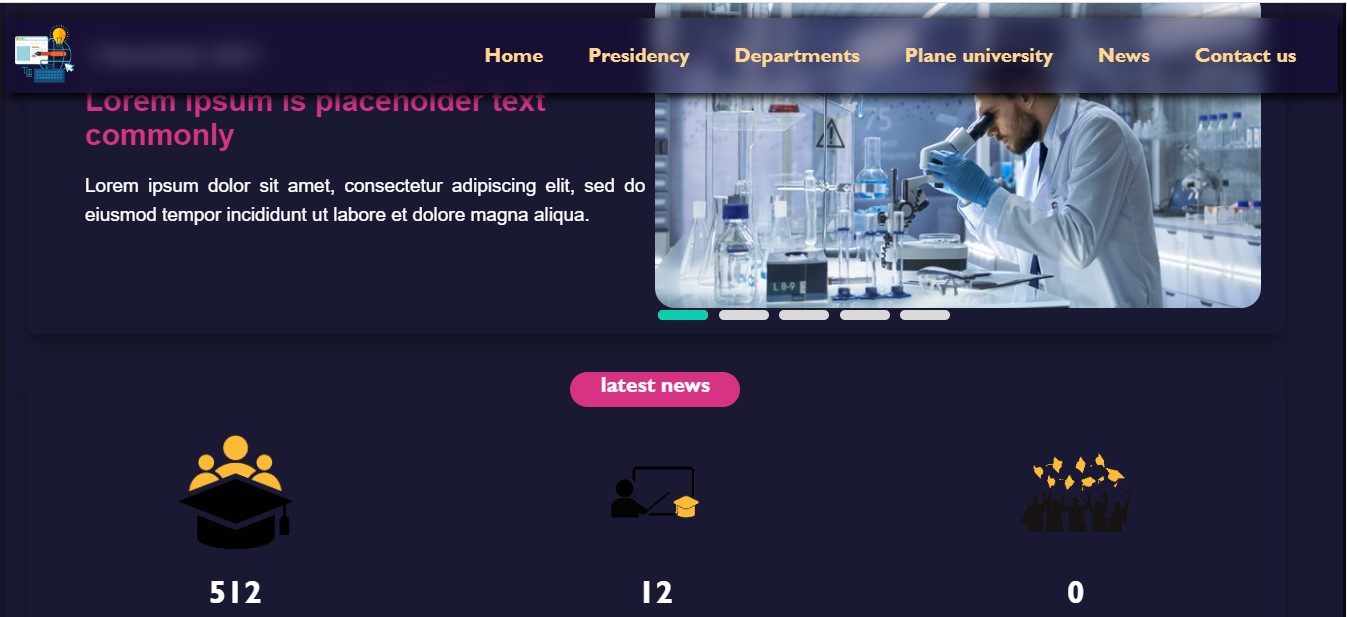 Home Presidency Departments Plane university News Contact us
Lorem ipsum is placeholder text
commonly
Lorem ipsum dolor sit amet, consectetur adipiscing elit, sed do
eiusmod tempor incididunt ut labore et dolore magna aliqua.
75
L 8-9
latest news
512 12 0